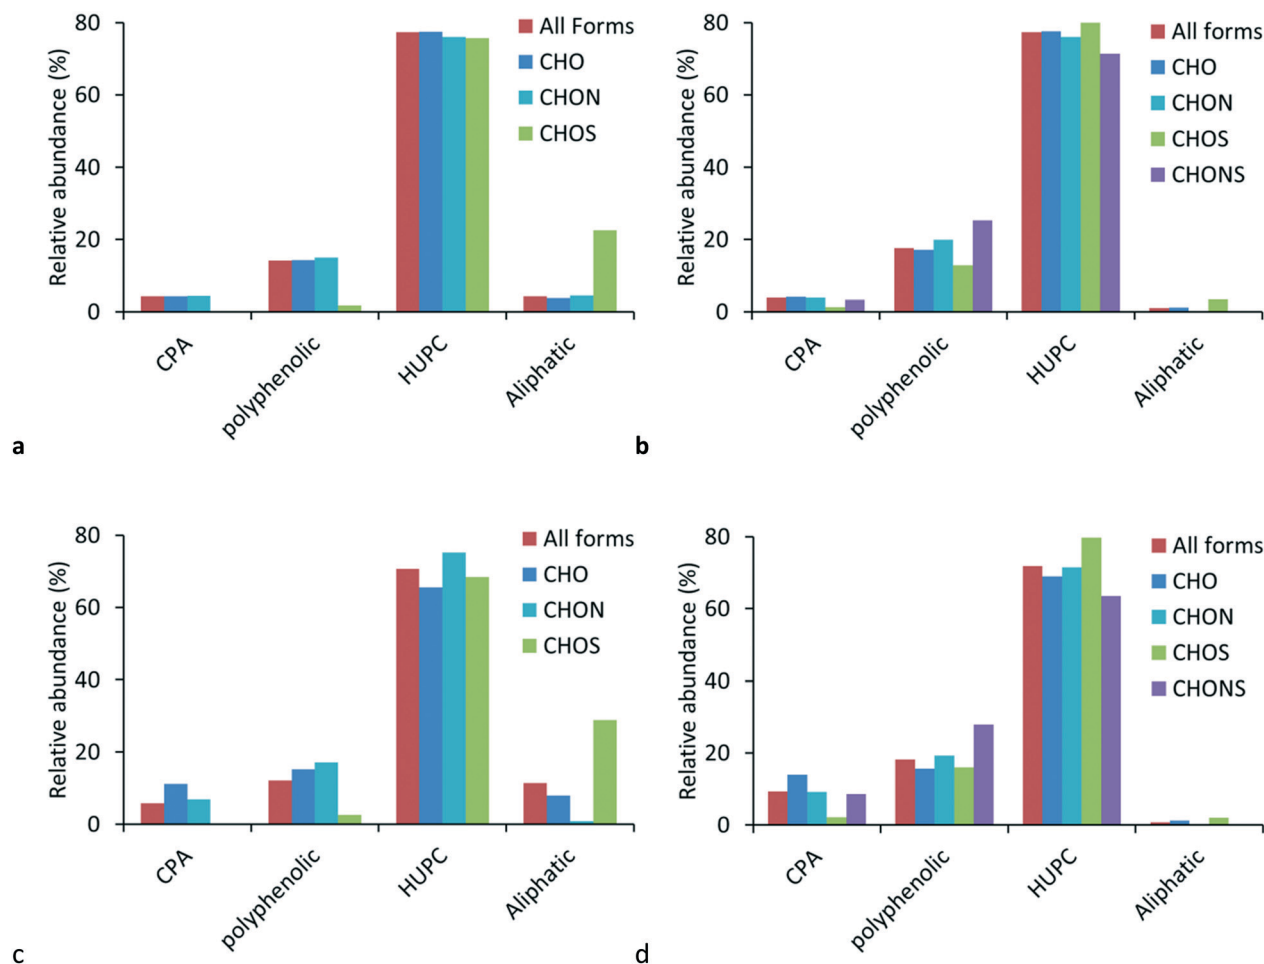 80
60
40
20
0
Relative abundance (%)
All Forms
CHO
CHON
CHOS
CPA
polyphenolic
HUPC
Aliphatic
a
80
60
40
20
0
Relative abundance (%)
All forms
CHO
CHON
CHOS
CHONS
CPA
polyphenolic
HUPC
Aliphatic
b
80
60
40
20
0
Relative abundance (%)
All forms
CHO
CHON
CHOS
CPA
polyphenolic
HUPC
Aliphatic
c
80
60
40
20
0
Relative abundance (%)
All forms
CHO
CHON
CHOS
CHONS
CPA
polyphenolic
HUPC
Aliphatic
d